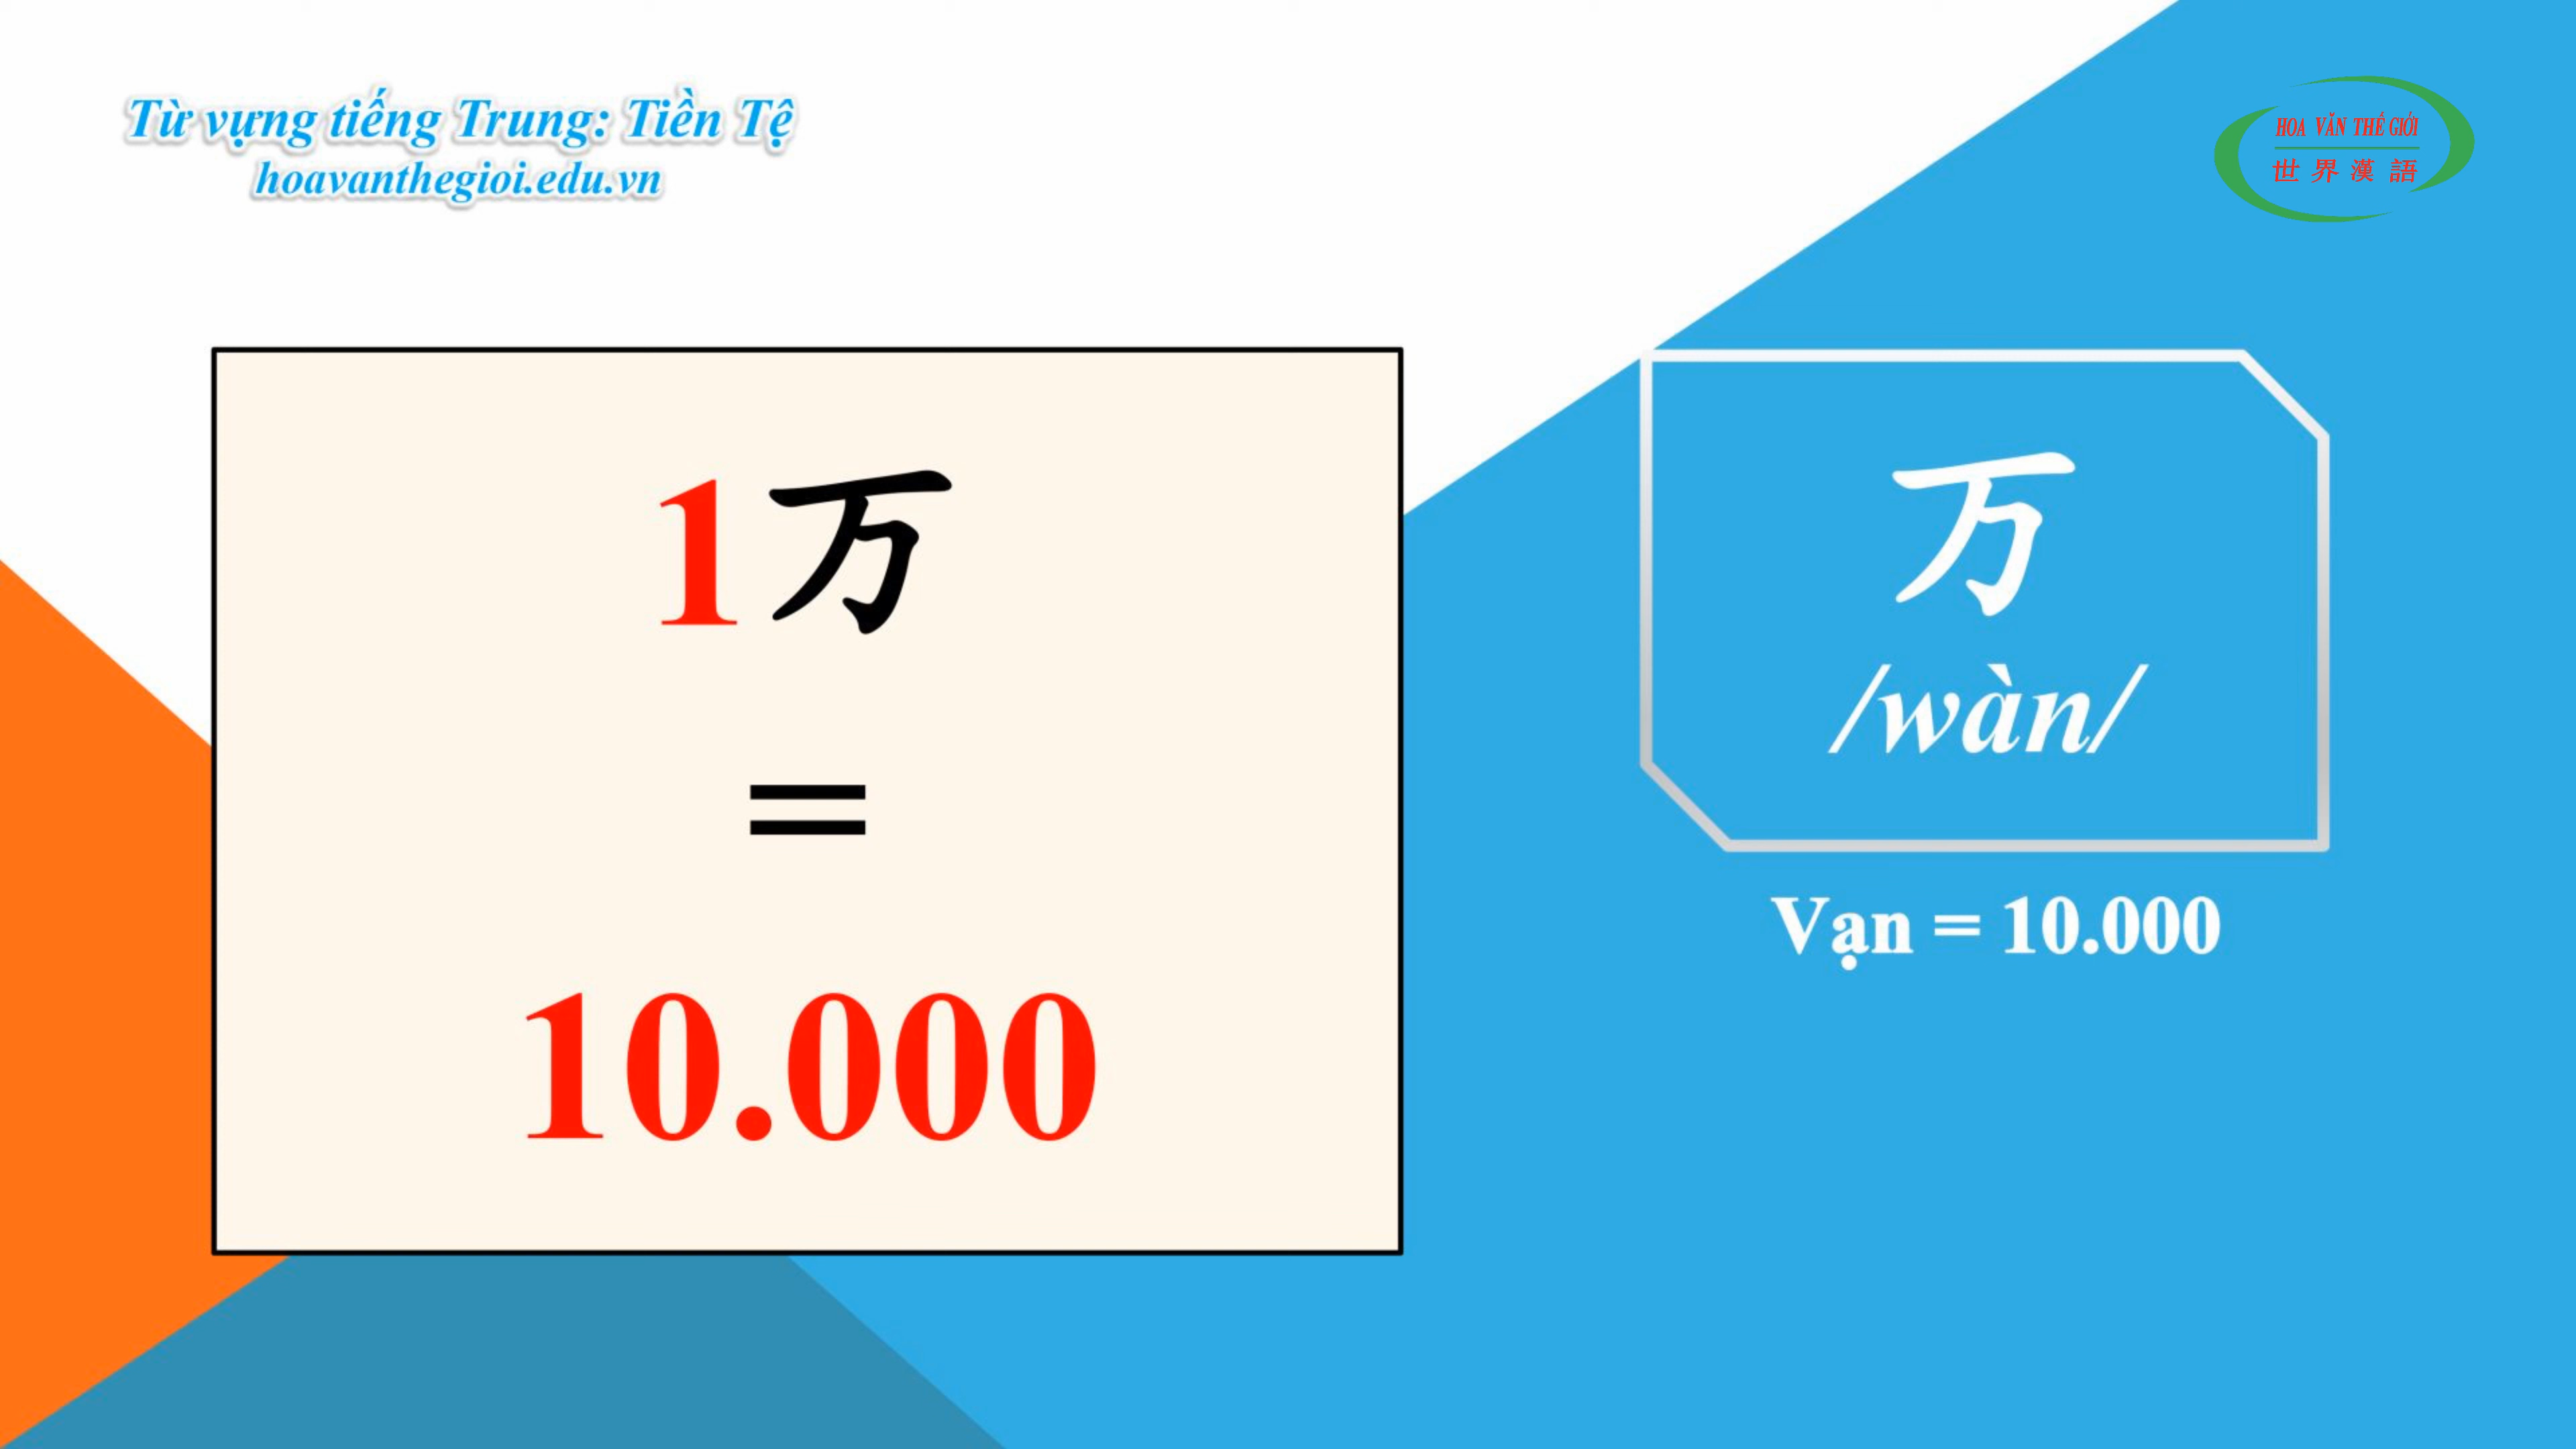 Từ vựng tiếng Trung: Tiền Tệ
hoavanthegioi.edu.vn
HOA VĂN THẾ GIỚI
世界漢語
1万
=
10.000
万
/wàn/
Vạn = 10.000